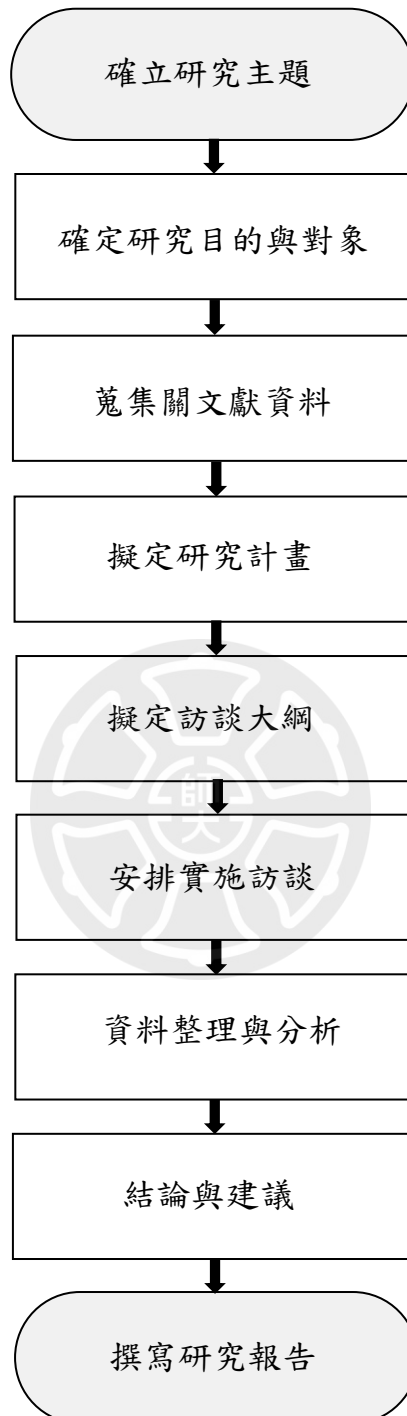 確立研究主題
確定研究目的與對象
蒐集關文獻資料
擬定研究計畫
擬定訪談大綱
師大
安排實施訪談
資料整理與分析
結論與建議
撰寫研究報告